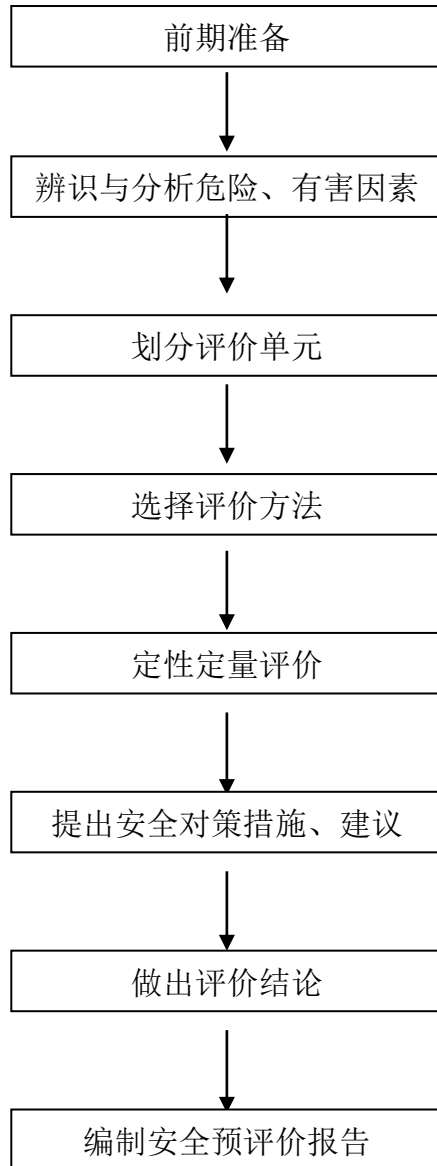 前期准备
辨识与分析危险、有害因素
划分评价单元
选择评价方法
定性定量评价
提出安全对策措施、建议
做出评价结论
编制安全预评价报告